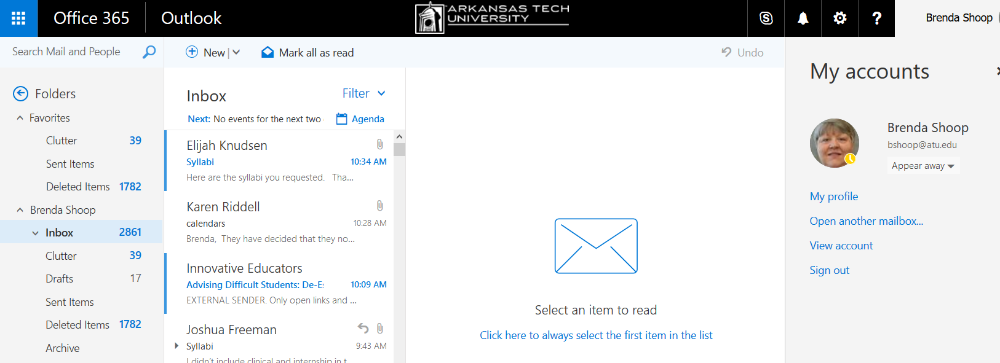 Office 365
Outlook
ARKANSAS TECH
UNIVERSITY
Brenda Shoop
Search Mail and People
New
Mark all as read
Undo
Folders
Favorites
Clutter 39
Sent Items
Deleted Items 1782
Brenda Shoop
Inbox 2861
Clutter 39
Drafts 17
Sent Items
Deleted Items 1782
Archive
Inbox
Filter
Next: No events for the next two
Agenda
Elijah Knudsen
Syllabi 10:34 AM
Here are the syllabi you requested. Tha...
Karen Riddell
calendars 10:28 AM
Brenda, They have decided that they no...
Innovative Educators
Advising Difficult Students: De-Es 10:09 AM
EXTERNAL SENDER. Only open links and ...
Joshua Freeman
Syllabi 9:43 AM
I didn't include clinical and internship in t
Select an item to read
Click here to always select the first item in the list
My accounts
Brenda Shoop
bshoop@atu.edu
Appear away
My profile
Open another mailbox...
View account
Sign out